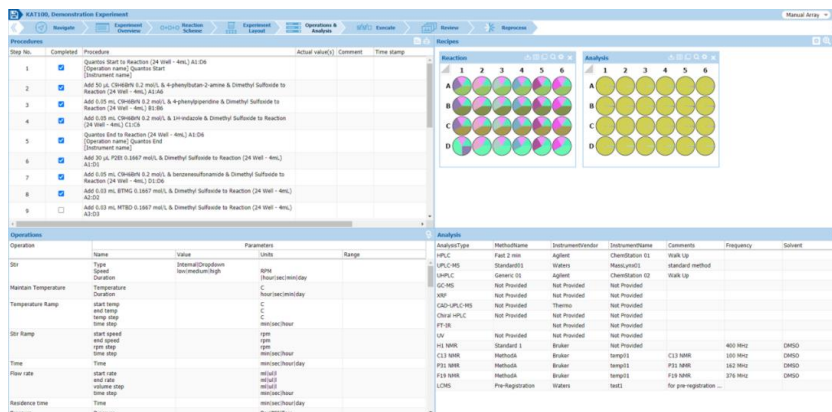 KAT100, Demonstration Experiment
Manual Array
Navigate
Experiment Overview
Reaction Scheme
Experiment Layout
Operations & Analysis
Execute
Review
Reprocess
Procedures
Step No. Completed Procedure Actual value(s) Comment Time stamp
1 Quantos Start to Reaction (24 Well - 4mL) A1:D6
[Operation name] Quantos Start
[Instrument name]
2 Add 50 µL C9H6BrN 0.2 mol/L & 4-phenylbutan-2-amine & Dimethyl Sulfoxide to
Reaction (24 Well - 4mL) A1:A6
3 Add 0.05 mL C9H6BrN 0.2 mol/L & 4-phenylpiperidine & Dimethyl Sulfoxide to
Reaction (24 Well - 4mL) B1:B6
4 Add 0.05 mL C9H6BrN 0.2 mol/L & 1H-indazole & Dimethyl Sulfoxide to Reaction
(24 Well - 4mL) C1:C6
5 Quantos End to Reaction (24 Well - 4mL) A1:D6
[Operation name] Quantos End
[Instrument name]
6 Add 30 µL P2Et 0.1667 mol/L & Dimethyl Sulfoxide to Reaction (24 Well - 4mL)
A1:D1
7 Add 0.05 mL C9H6BrN 0.2 mol/L & benzenesulfonamide & Dimethyl Sulfoxide to
Reaction (24 Well - 4mL) D1:D6
8 Add 0.03 mL BTMG 0.1667 mol/L & Dimethyl Sulfoxide to Reaction (24 Well - 4mL)
A2:D2
9 Add 0.03 mL MTBD 0.1667 mol/L & Dimethyl Sulfoxide to Reaction (24 Well - 4mL)
A3:D3
Recipes
Reaction
1 2 3 4 5 6
A
B
C
D
Analysis
1 2 3 4 5 6
A
B
C
D
Operations
Operation Parameters
Name Value Units Range
Stir Type Internal|Dropdown
Speed low|medium|high RPM
Duration (hour|sec|min|day
Maintain Temperature Temperature C
Duration hour|sec|min|day
Temperature Ramp start temp C
end temp C
temp step C
time step min|sec|hour
Stir Ramp start speed rpm
end speed rpm
rpm step rpm
time step min|sec|hour
Time Time min|sec|hour|day
Flow rate start rate ml|ul|l
end rate ml|ul|l
volume step ml|ul|l
time step min|sec|hour
Residence time Time min|sec|hour|day
Analysis
AnalysisType MethodName InstrumentVendor InstrumentName Comments Frequency Solvent
HPLC Fast 2 min Agilent ChemStation 01 Walk Up
UPLC-MS Standard01 Waters MassLynx01 standard method
UHPLC Generic 01 Agilent ChemStation 02 Walk Up
GC-MS Not Provided Not Provided Not Provided
XRF Not Provided Not Provided Not Provided
CAD-UPLC-MS Not Provided Thermo Not Provided
Chiral HPLC Not Provided Not Provided Not Provided
FT-IR Not Provided Not Provided
UV Not Provided Not Provided Not Provided
H1 NMR Standard 1 Bruker Not Provided 400 MHz DMSO
C13 NMR MethodA Bruker temp01 C13 NMR 100 MHz DMSO
P31 NMR MethodA Bruker temp01 P31 NMR 162 MHz DMSO
F19 NMR MethodA Bruker temp01 F19 NMR 376 MHz DMSO
LCMS Pre-Registration Waters test1 for pre-registration ...